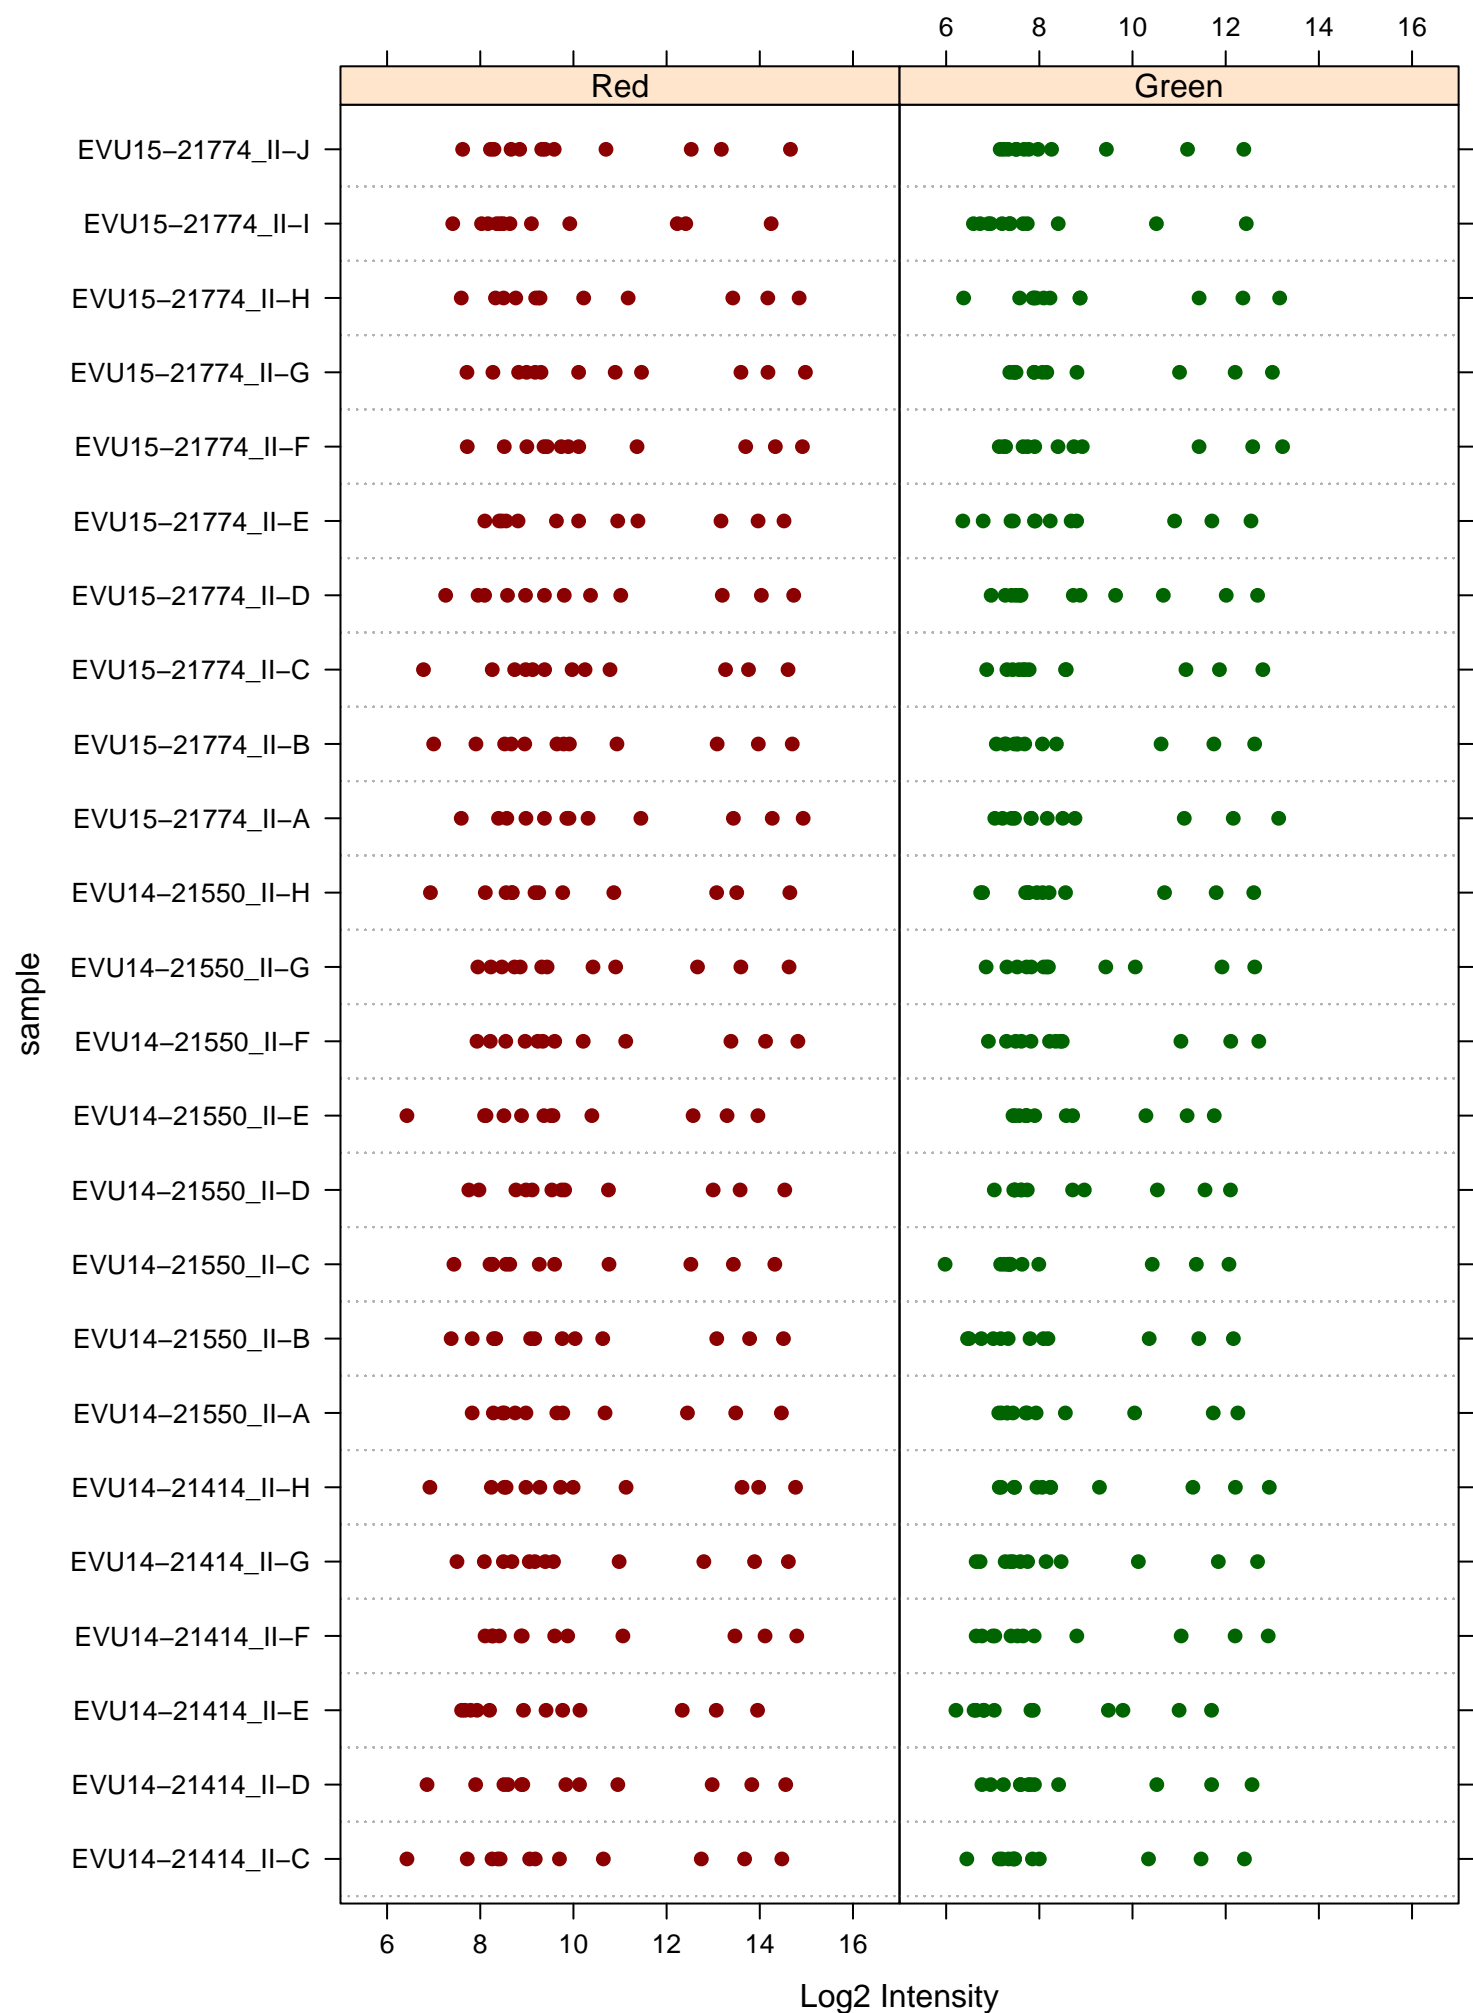 6 8 10 12 14 16
Red Green
EVU15−21774_II−J
EVU15−21774_II−I
EVU15−21774_II−H
EVU15−21774_II−G
EVU15−21774_II−F
EVU15−21774_II−E
EVU15−21774_II−D
EVU15−21774_II−C
EVU15−21774_II−B
EVU15−21774_II−A
EVU14−21550_II−H
EVU14−21550_II−G
EVU14−21550_II−F
EVU14−21550_II−E
EVU14−21550_II−D
EVU14−21550_II−C
EVU14−21550_II−B
EVU14−21550_II−A
EVU14−21414_II−H
EVU14−21414_II−G
EVU14−21414_II−F
EVU14−21414_II−E
EVU14−21414_II−D
EVU14−21414_II−C
sample
6 8 10 12 14 16
Log2 Intensity